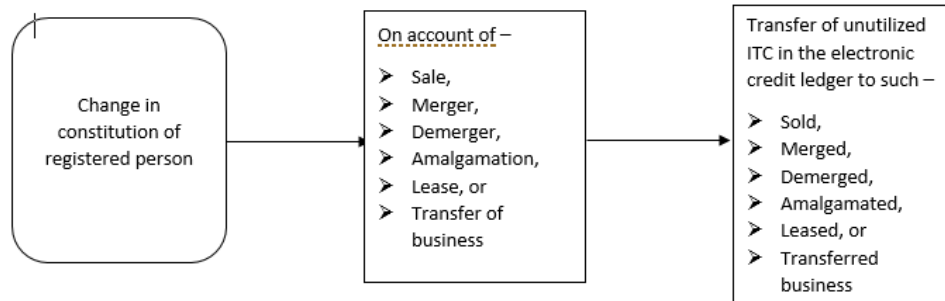 Change in
constitution of
registered person
On account of –
➤ Sale,
➤ Merger,
➤ Demerger,
➤ Amalgamation,
➤ Lease, or
➤ Transfer of
business
Transfer of unutilized
ITC in the electronic
credit ledger to such –
➤ Sold,
➤ Merged,
➤ Demerged,
➤ Amalgamated,
➤ Leased, or
➤ Transferred
business